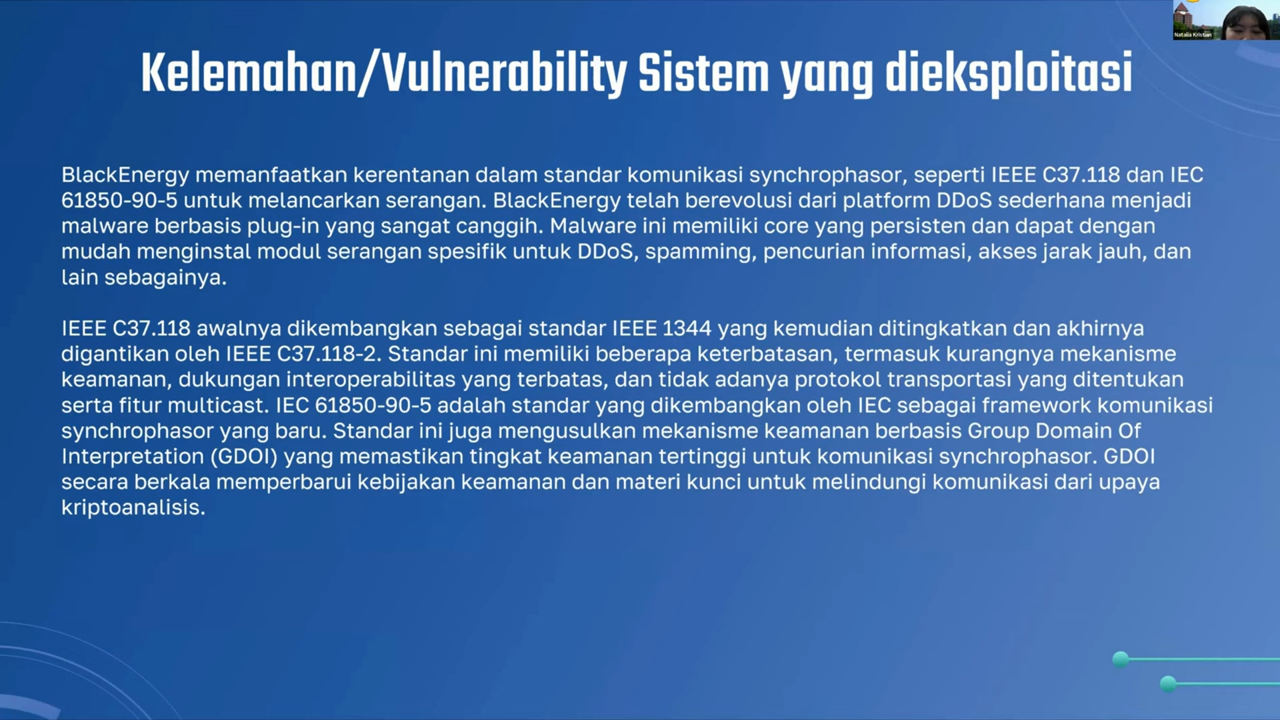 Natalia Kristian
Kelemahan/Vulnerability Sistem yang dieksploitasi
BlackEnergy memanfaatkan kerentanan dalam standar komunikasi synchrophasor, seperti IEEE C37.118 dan IEC
61850-90-5 untuk melancarkan serangan. BlackEnergy telah berevolusi dari platform DDoS sederhana menjadi
malware berbasis plug-in yang sangat canggih. Malware ini memiliki core yang persisten dan dapat dengan
mudah menginstal modul serangan spesifik untuk DDoS, spamming, pencurian informasi, akses jarak jauh, dan
lain sebagainya.
IEEE C37.118 awalnya dikembangkan sebagai standar IEEE 1344 yang kemudian ditingkatkan dan akhirnya
digantikan oleh IEEE C37.118-2. Standar ini memiliki beberapa keterbatasan, termasuk kurangnya mekanisme
keamanan, dukungan interoperabilitas yang terbatas, dan tidak adanya protokol transportasi yang ditentukan
serta fitur multicast. IEC 61850-90-5 adalah standar yang dikembangkan oleh IEC sebagai framework komunikasi
synchrophasor yang baru. Standar ini juga mengusulkan mekanisme keamanan berbasis Group Domain Of
Interpretation (GDOI) yang memastikan tingkat keamanan tertinggi untuk komunikasi synchrophasor. GDOI
secara berkala memperbarui kebijakan keamanan dan materi kunci untuk melindungi komunikasi dari upaya
kriptoanalisis.